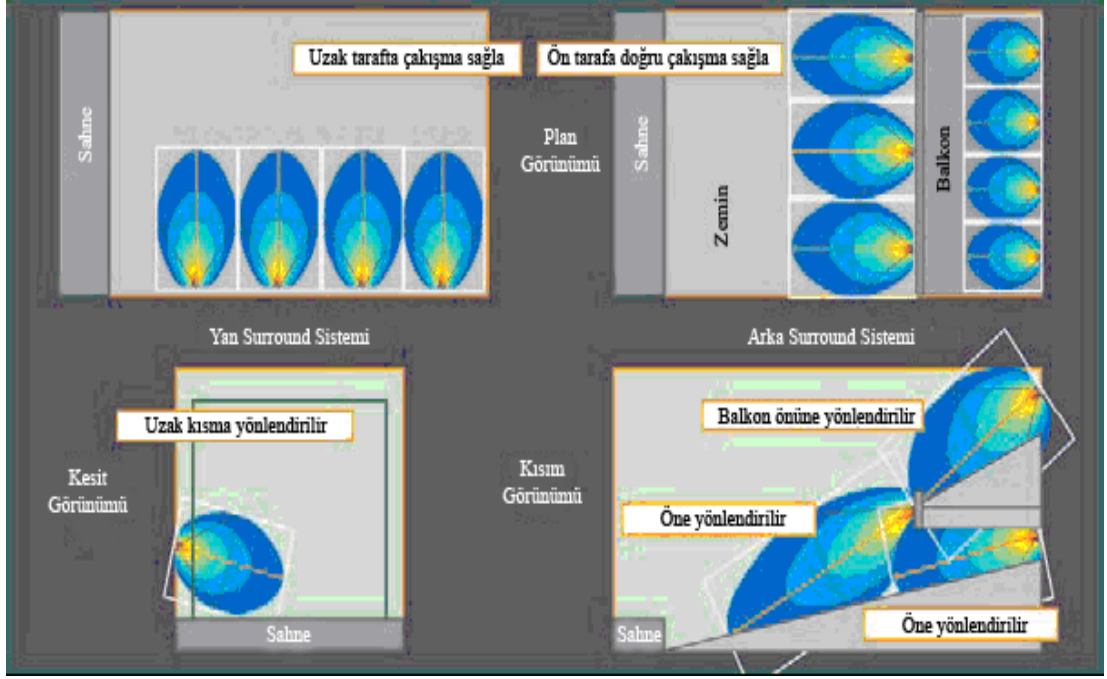 Uzak tarafta çakışma sağla
Ön tarafa doğru çakışma sağla
Sahne
Plan
Görünümü
Sahne
Zemin
Balkon
Yan Surround Sistemi
Arka Surround Sistemi
Uzak kısma yönlendirilir
Balkon önüne yönlendirilir
Kesit
Görünümü
Kısım
Görünümü
Öne yönlendirilir
Öne yönlendirilir
Sahne
Sahne